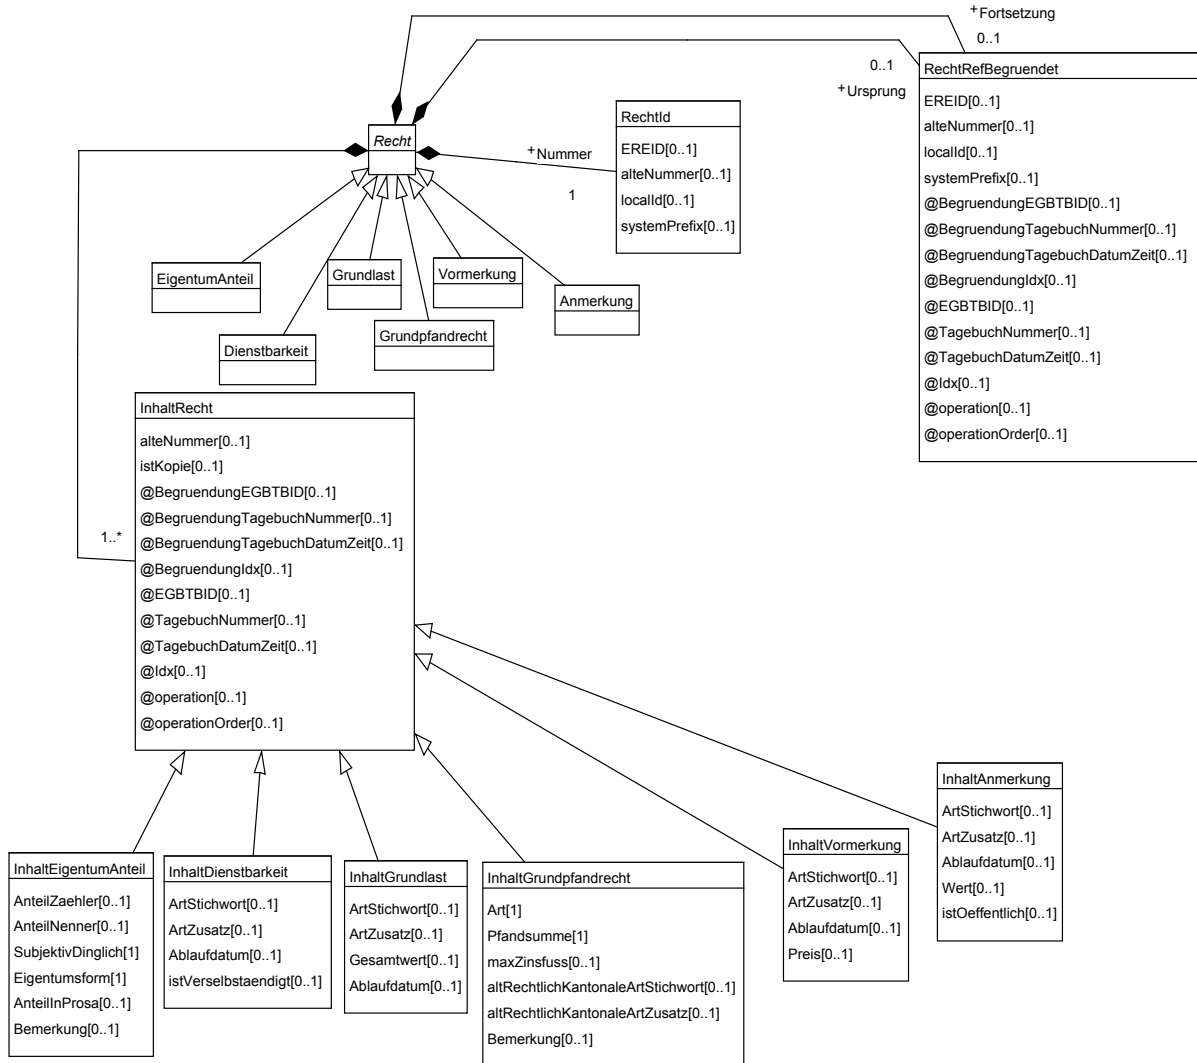 +Fortsetzung
0..1
0..1
+Ursprung
RechtRefBegruendet
EREID[0..1]
alteNummer[0..1]
localId[0..1]
systemPrefix[0..1]
@BegruendungEGBTBID[0..1]
@BegruendungTagebuchNummer[0..1]
@BegruendungTagebuchDatumZeit[0..1]
@BegruendungIdx[0..1]
@EGBTBID[0..1]
@TagebuchNummer[0..1]
@TagebuchDatumZeit[0..1]
@Idx[0..1]
@operation[0..1]
@operationOrder[0..1]
Recht
+Nummer
1
RechtId
EREID[0..1]
alteNummer[0..1]
localId[0..1]
systemPrefix[0..1]
EigentumAnteil
Grundlast
Vormerkung
Anmerkung
Dienstbarkeit
Grundpfandrecht
1..*
InhaltRecht
alteNummer[0..1]
istKopie[0..1]
@BegruendungEGBTBID[0..1]
@BegruendungTagebuchNummer[0..1]
@BegruendungTagebuchDatumZeit[0..1]
@BegruendungIdx[0..1]
@EGBTBID[0..1]
@TagebuchNummer[0..1]
@TagebuchDatumZeit[0..1]
@Idx[0..1]
@operation[0..1]
@operationOrder[0..1]
InhaltEigentumAnteil
AnteilZaehler[0..1]
AnteilNenner[0..1]
SubjektivDinglich[1]
Eigentumsform[1]
AnteilInProsa[0..1]
Bemerkung[0..1]
InhaltDienstbarkeit
ArtStichwort[0..1]
ArtZusatz[0..1]
Ablaufdatum[0..1]
istVerselbstaendigt[0..1]
InhaltGrundlast
ArtStichwort[0..1]
ArtZusatz[0..1]
Gesamtwert[0..1]
Ablaufdatum[0..1]
InhaltGrundpfandrecht
Art[1]
Pfandsumme[1]
maxZinsfuss[0..1]
altRechtlichKantonaleArtStichwort[0..1]
altRechtlichKantonaleArtZusatz[0..1]
Bemerkung[0..1]
InhaltVormerkung
ArtStichwort[0..1]
ArtZusatz[0..1]
Ablaufdatum[0..1]
Preis[0..1]
InhaltAnmerkung
ArtStichwort[0..1]
ArtZusatz[0..1]
Ablaufdatum[0..1]
Wert[0..1]
istOeffentlich[0..1]